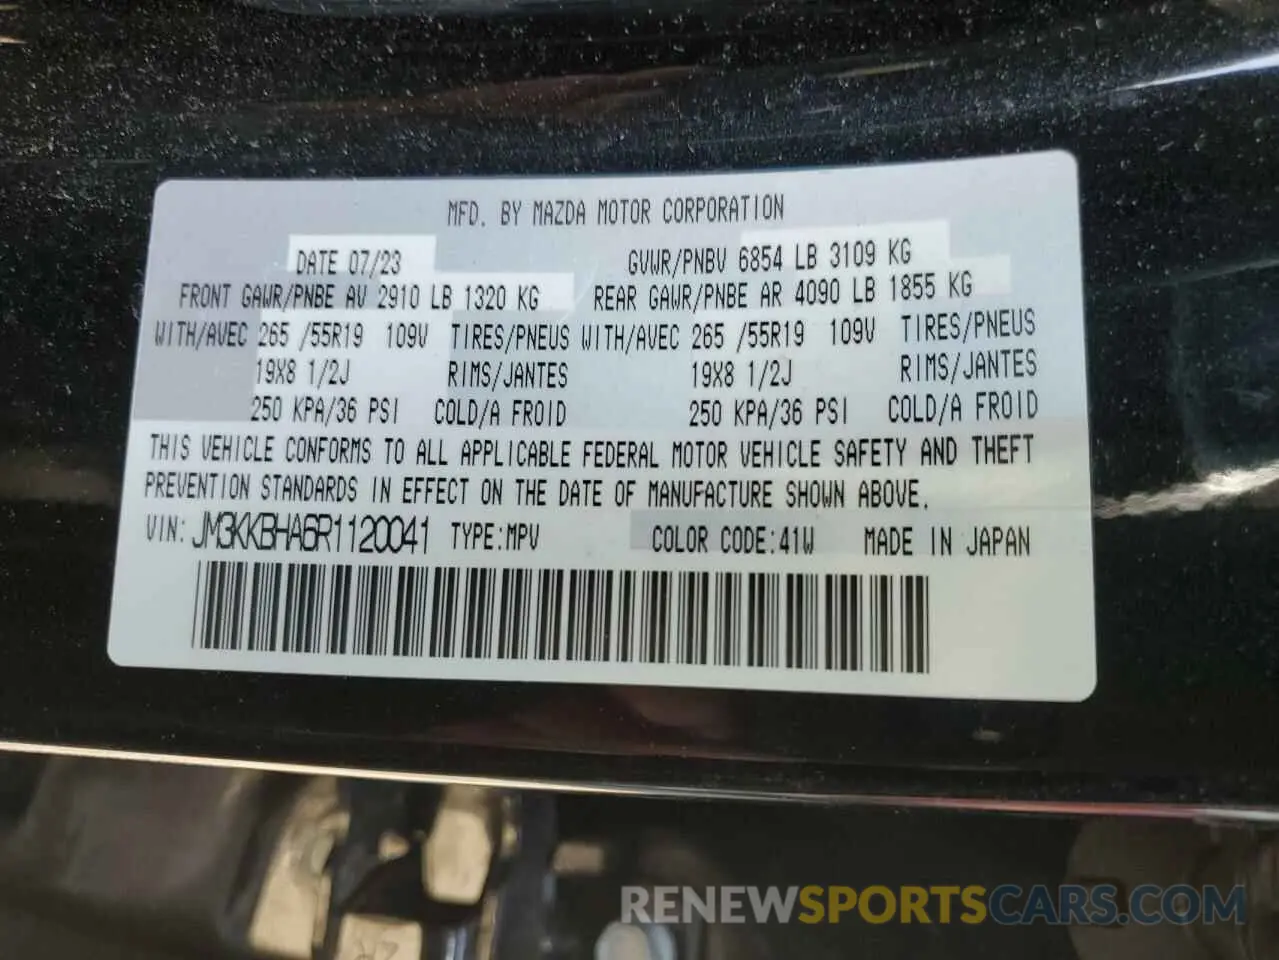 MFD. BY MAZDA MOTOR CORPORATION
DATE 07/23 GVWR/PNBV 6854 LB 3109 KG
FRONT GAWR/PNBE AV 2910 LB 1320 KG REAR GAWR/PNBE AR 4090 LB 1855 KG
WITH/AVEC 265 /55R19 109V TIRES/PNEUS WITH/AVEC 265 /55R19 109V TIRES/PNEUS
19X8 1/2J RIMS/JANTES 19X8 1/2J RIMS/JANTES
250 KPA/36 PSI COLD/A FROID 250 KPA/36 PSI COLD/A FROID
THIS VEHICLE CONFORMS TO ALL APPLICABLE FEDERAL MOTOR VEHICLE SAFETY AND THEFT
PREVENTION STANDARDS IN EFFECT ON THE DATE OF MANUFACTURE SHOWN ABOVE.
VIN: JM3KKBHA6R1120041 TYPE:MPV COLOR CODE:41W MADE IN JAPAN
RENEWSPORTSCARS.COM